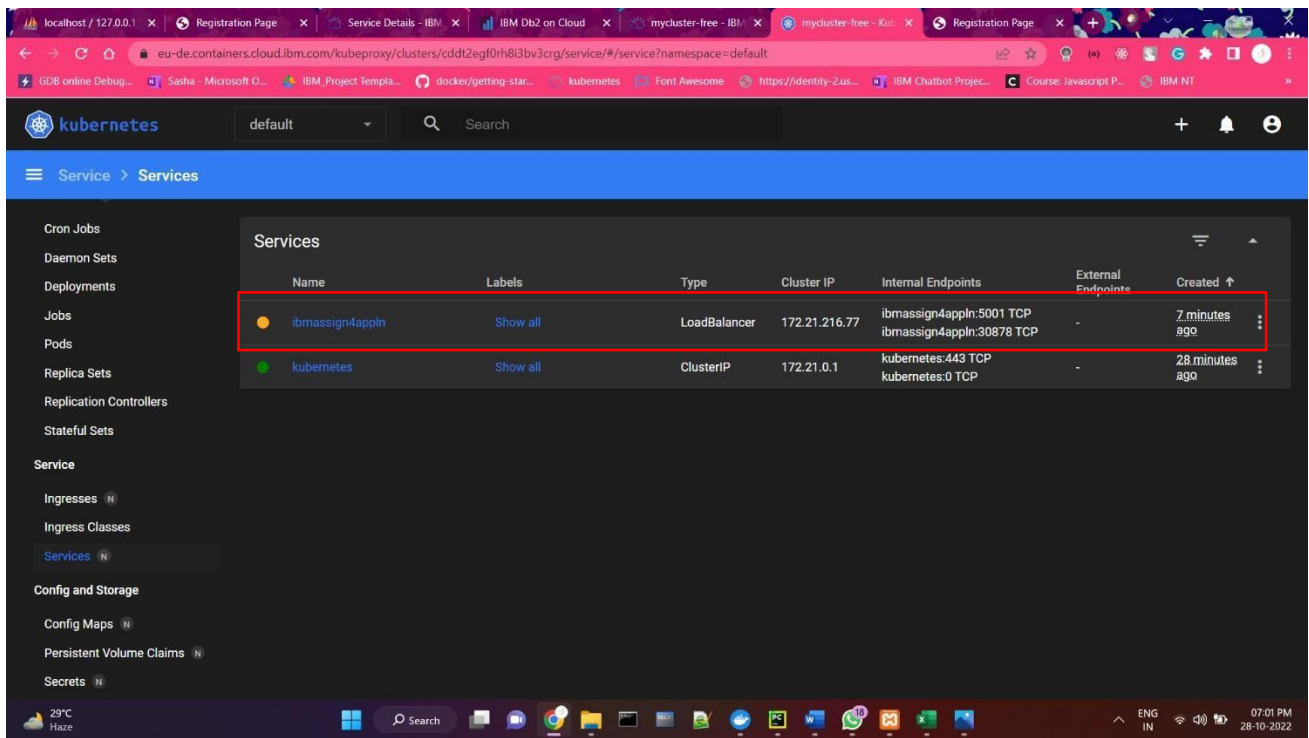 localhost / 127.0.0.1
Registration Page
Service Details - IBM
IBM Db2 on Cloud
mycluster-free - IBM
mycluster-free - Kub
Registration Page
eu-de.containers.cloud.ibm.com/kubeproxy/clusters/cddt2egf0rh8i3bv3crg/service/#/service?namespace=default
GDB online Debug...
Sasha - Microsoft O...
IBM_Project Templa...
docker/getting-star...
kubernetes
Font Awesome
https://identity-2.us...
IBM Chatbot Projec...
Course: Javascript P...
IBM NT
»
kubernetes
default
Search
Service > Services
Cron Jobs
Daemon Sets
Deployments
Jobs
Pods
Replica Sets
Replication Controllers
Stateful Sets
Service
Ingresses N
Ingress Classes
Services N
Config and Storage
Config Maps N
Persistent Volume Claims N
Secrets N
Services
Name Labels Type Cluster IP Internal Endpoints External Endpoints Created ↑
ibmassign4appln Show all LoadBalancer 172.21.216.77 ibmassign4appln:5001 TCP - 7 minutes
ibmassign4appln:30878 TCP ago
kubernetes Show all ClusterIP 172.21.0.1 kubernetes:443 TCP - 28 minutes
kubernetes:0 TCP ago
29°C
Haze
Search
18
ENG
IN
07:01 PM
28-10-2022